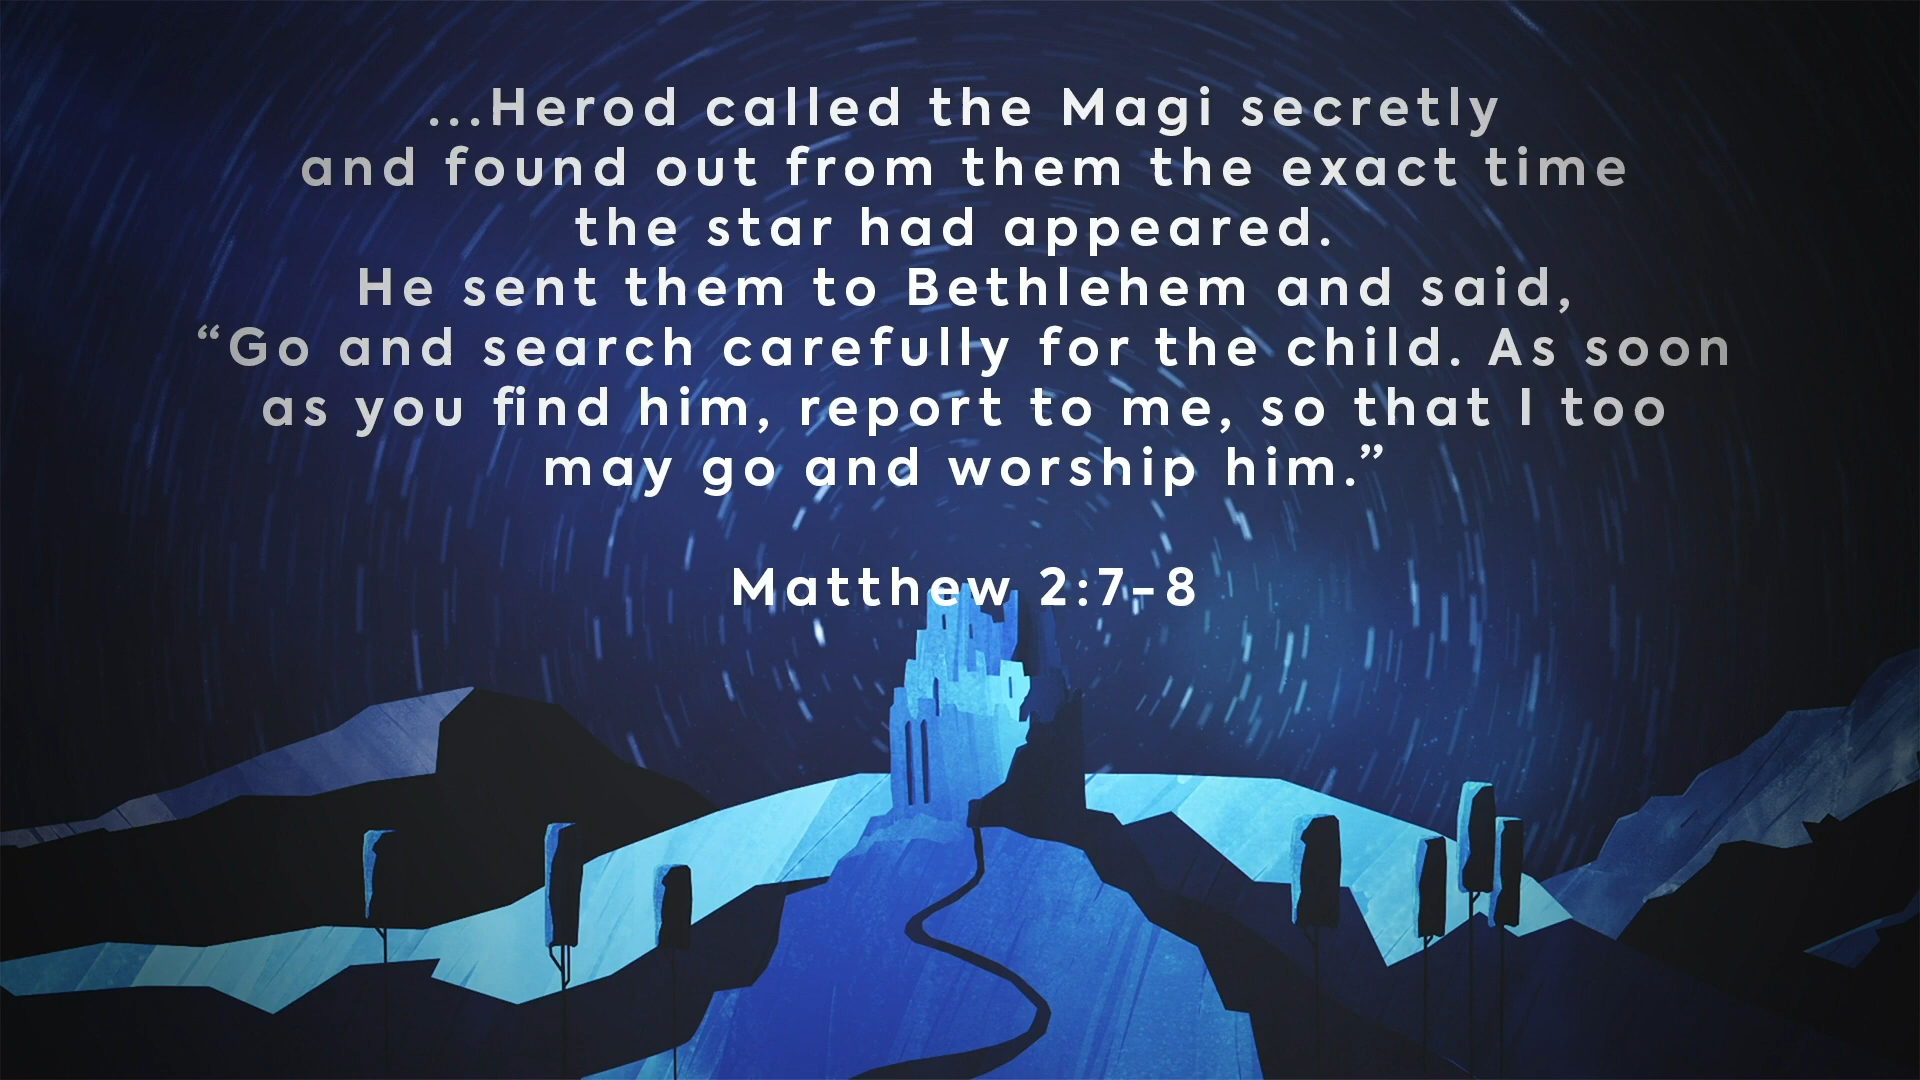 ...Herod called the Magi secretly
and found out from them the exact time
the star had appeared.
He sent them to Bethlehem and said,
“Go and search carefully for the child. As soon
as you find him, report to me, so that I too
may go and worship him.”
Matthew 2:7-8